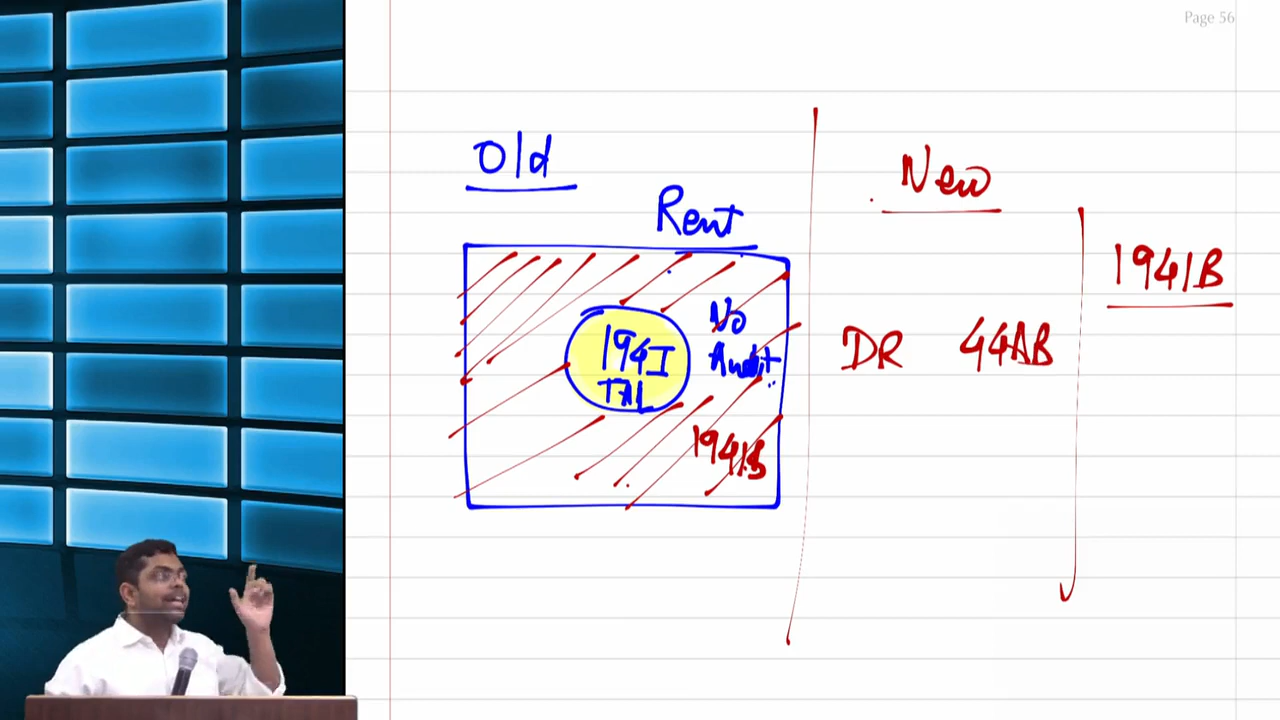 Page 56
Old
Rent
No
Audit
194I
TAL
194IB
New
DR 44AB
194IB